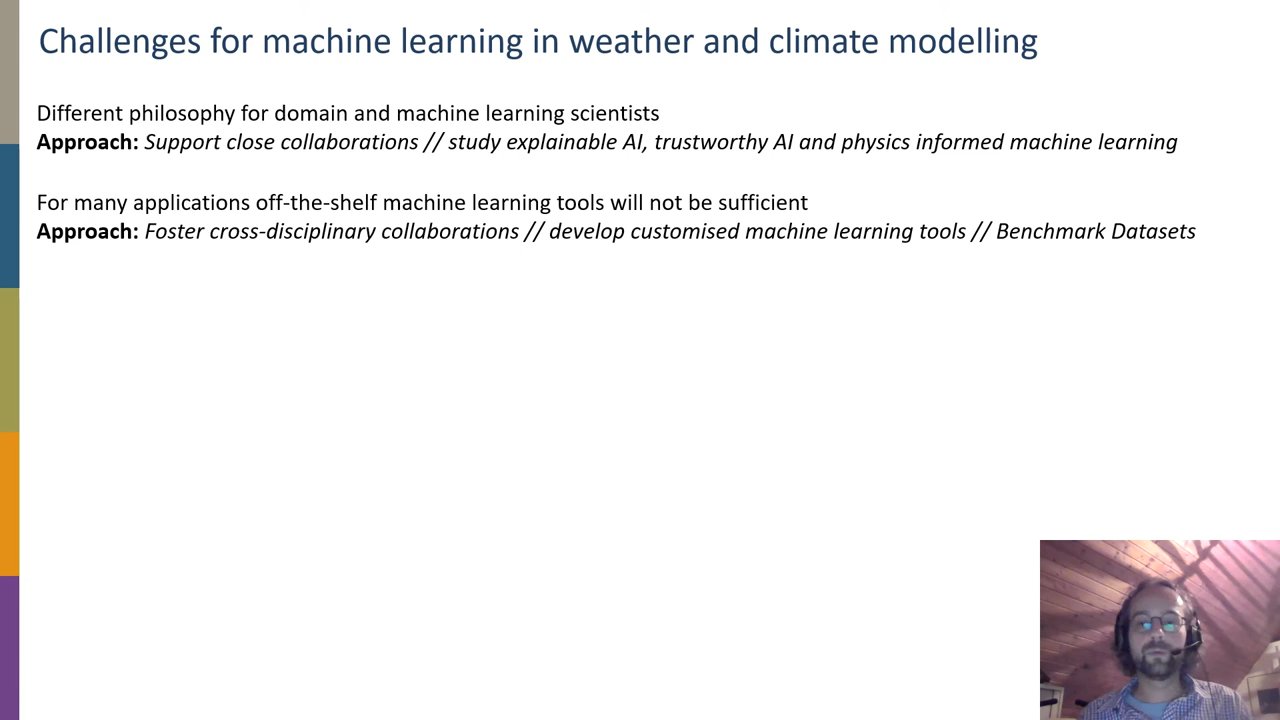 Challenges for machine learning in weather and climate modelling
Different philosophy for domain and machine learning scientists
Approach: Support close collaborations // study explainable AI, trustworthy AI and physics informed machine learning
For many applications off-the-shelf machine learning tools will not be sufficient
Approach: Foster cross-disciplinary collaborations // develop customised machine learning tools // Benchmark Datasets